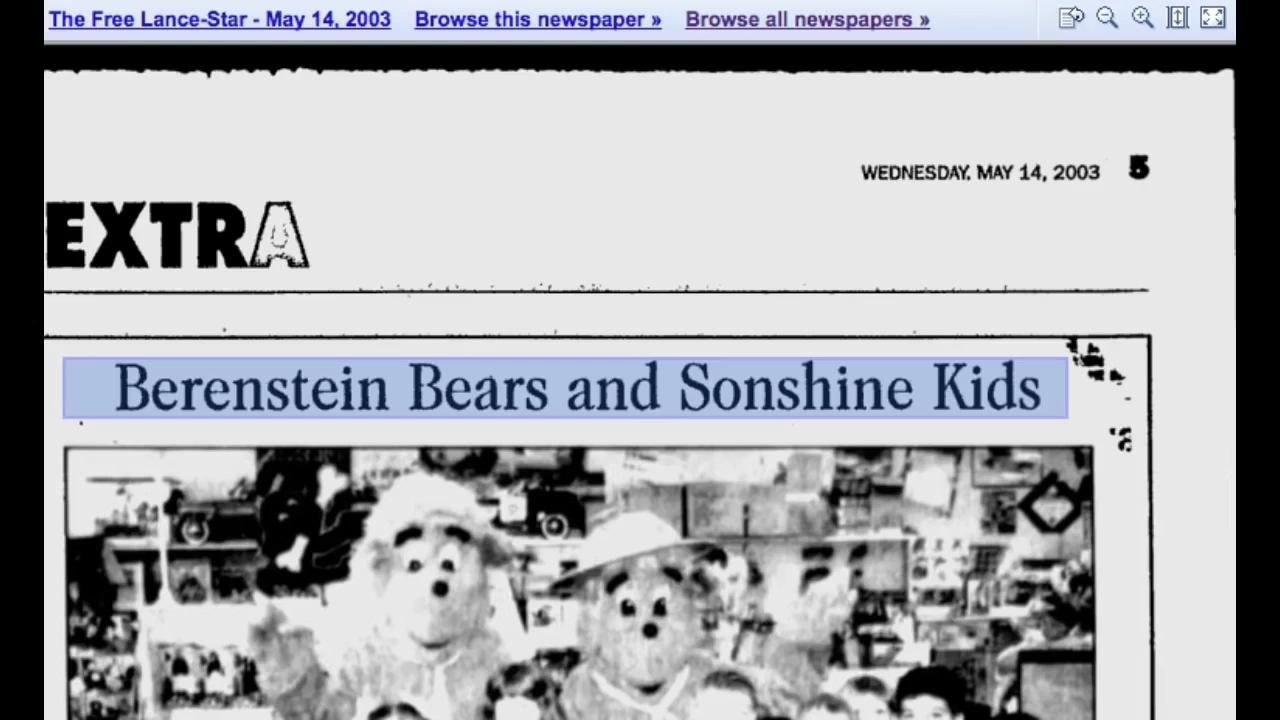 The Free Lance-Star - May 14, 2003 Browse this newspaper » Browse all newspapers »
WEDNESDAY, MAY 14, 2003 5
EXTRA
Berenstein Bears and Sonshine Kids